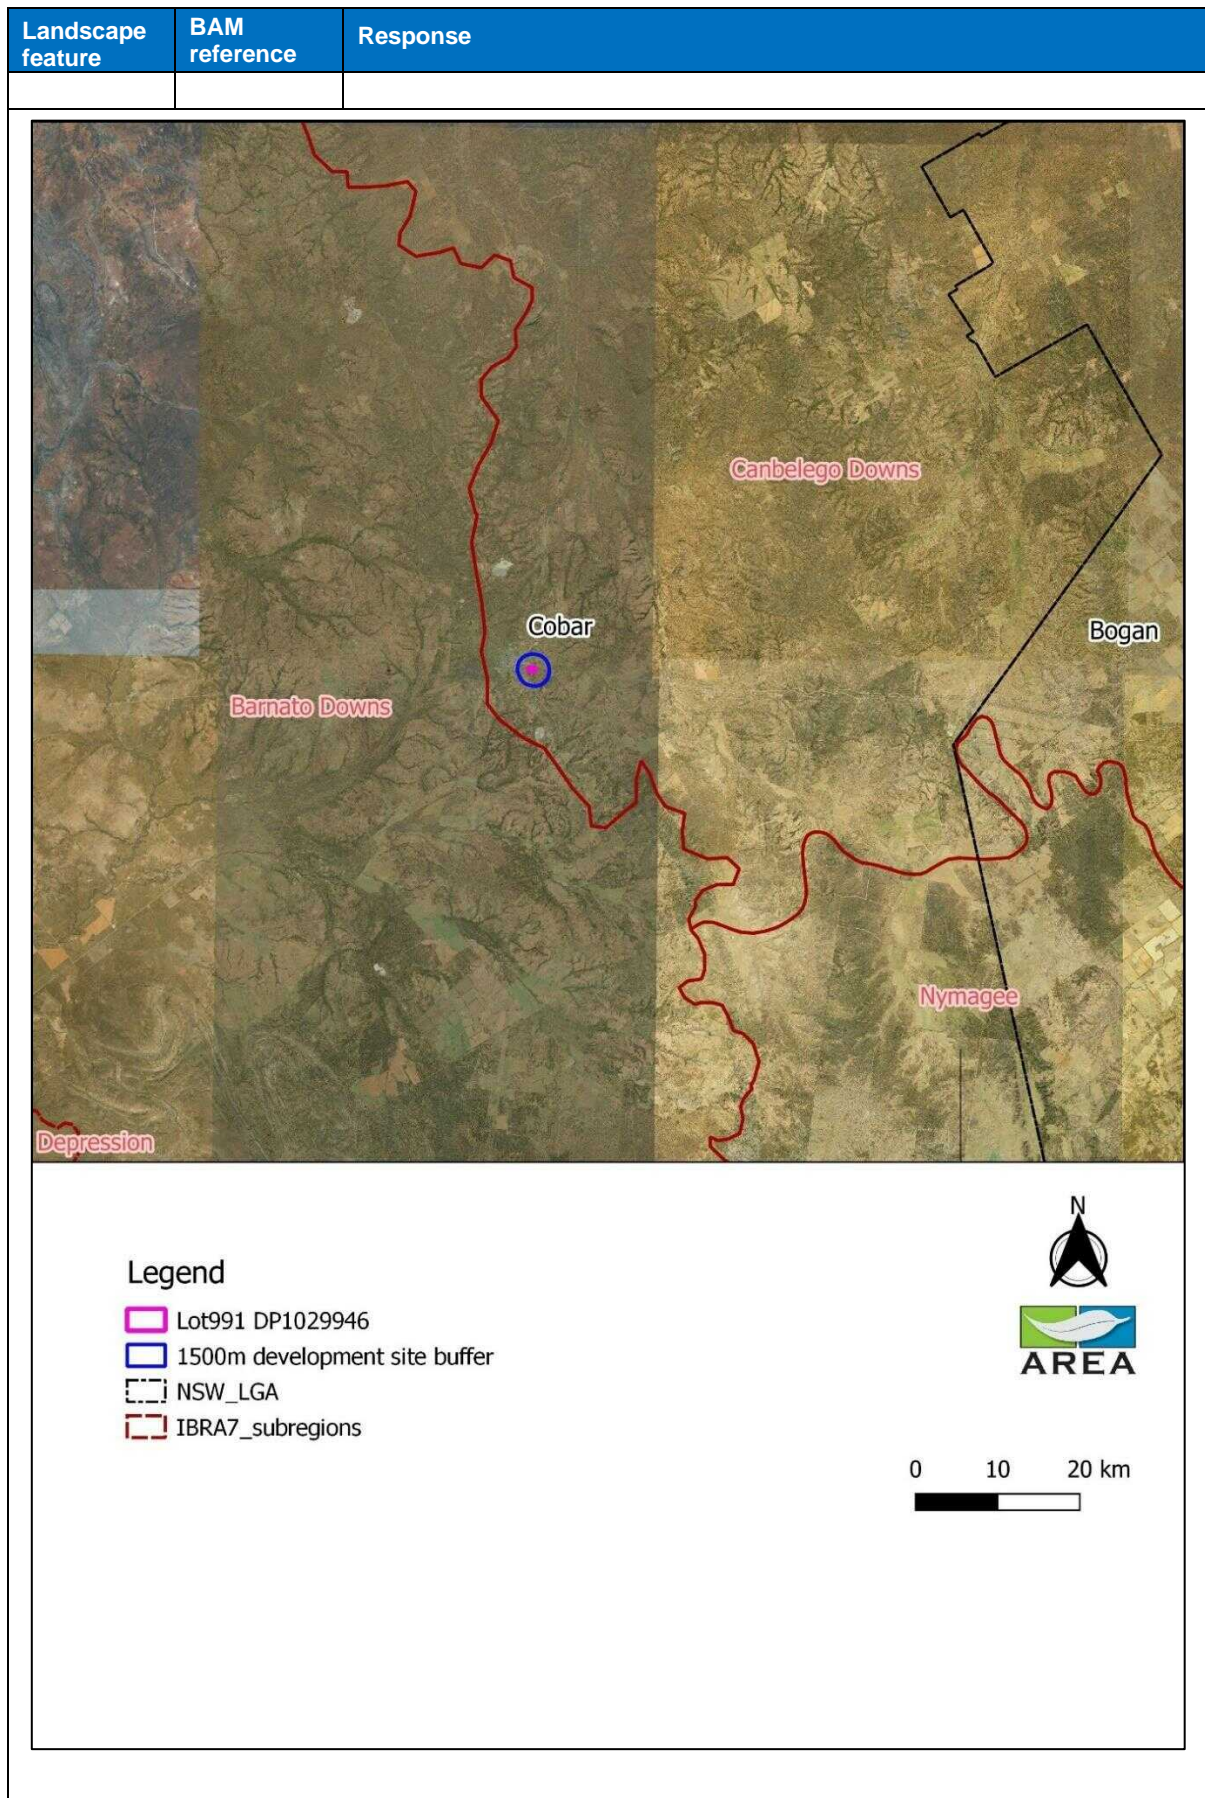 Landscape feature
BAM reference
Response
Canbelego Downs
Cobar
Bogan
Barnato Downs
Nymagee
Depression
N
Legend
Lot991 DP1029946
1500m development site buffer
NSW_LGA
IBRA7_subregions
AREA
0 10 20 km